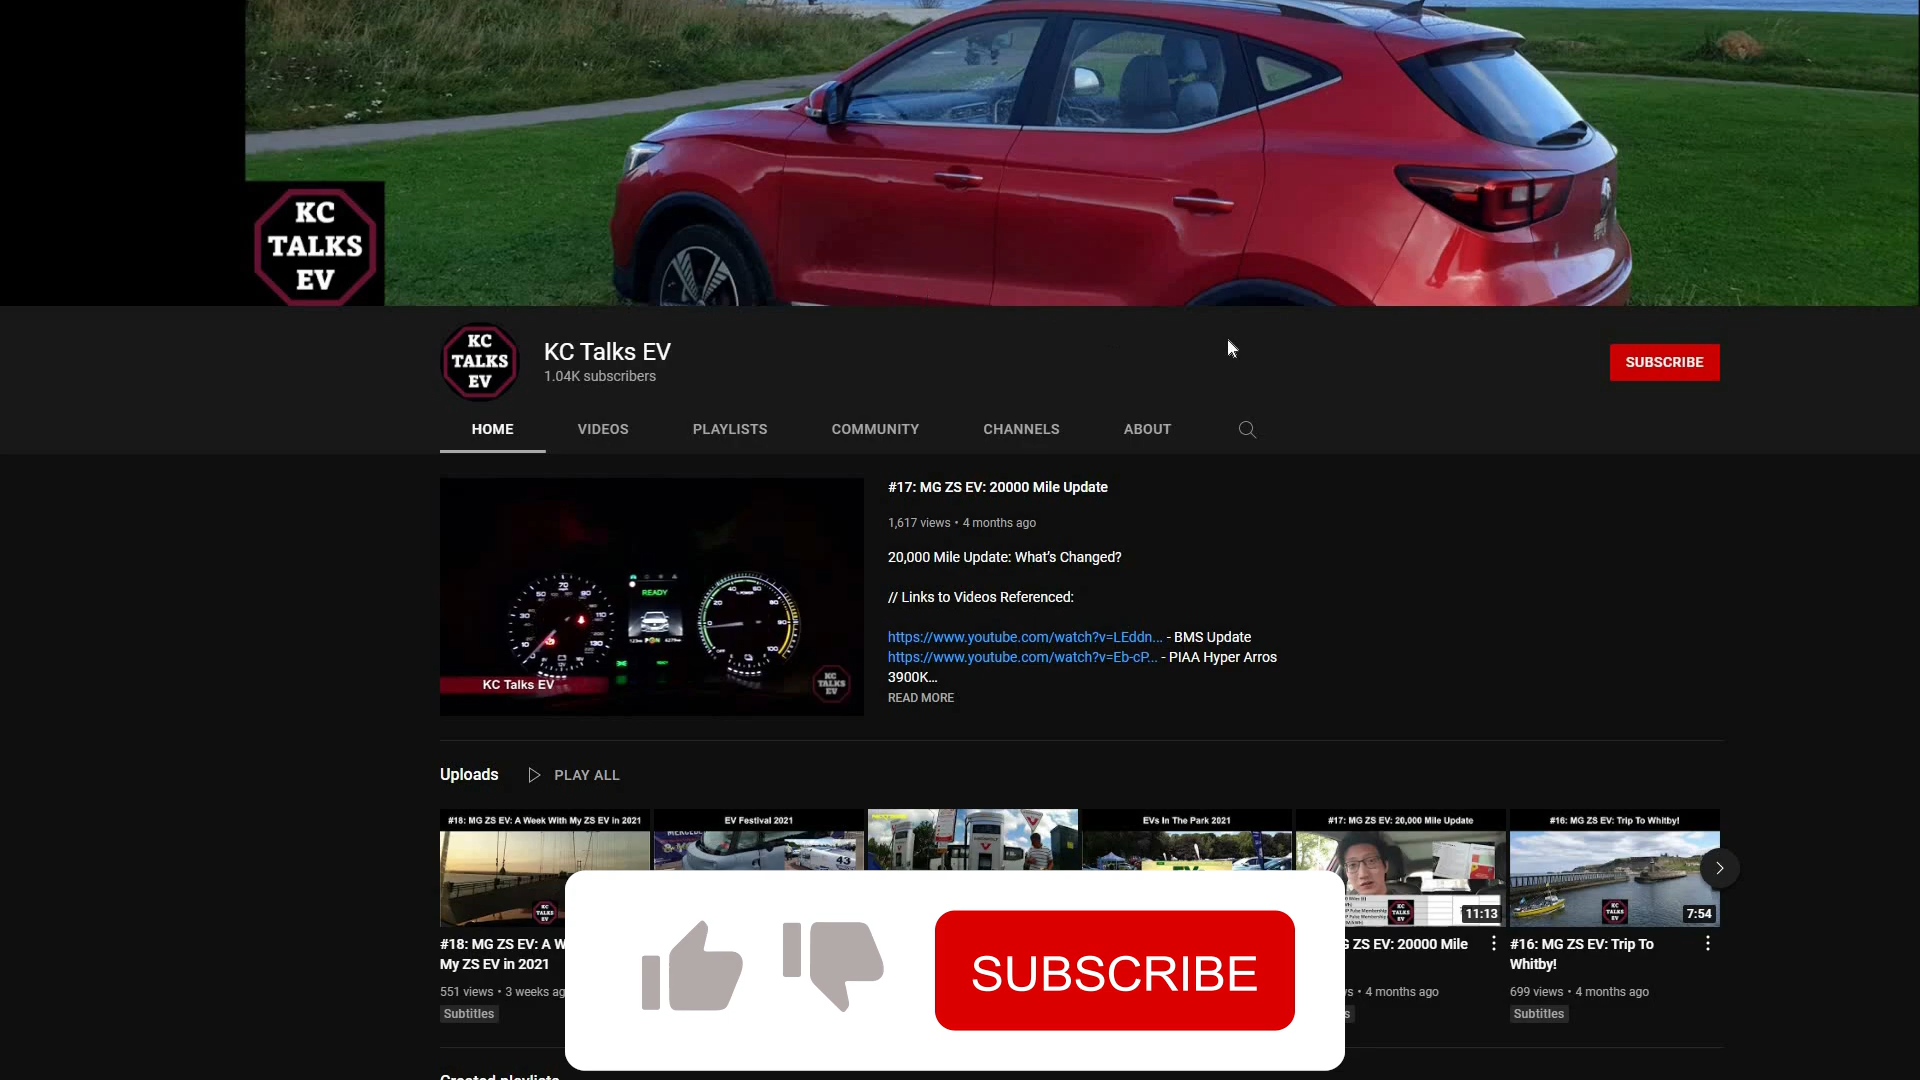 KC
TALKS
EV
KC
TALKS
EV
KC Talks EV
1.04K subscribers
SUBSCRIBE
HOME
VIDEOS
PLAYLISTS
COMMUNITY
CHANNELS
ABOUT
#17: MG ZS EV: 20000 Mile Update
1,617 views • 4 months ago
20,000 Mile Update: What's Changed?
// Links to Videos Referenced:
https://www.youtube.com/watch?v=LEddn... - BMS Update
https://www.youtube.com/watch?v=Eb-cP... - PIAA Hyper Arros
3900K...
READ MORE
READY
KC Talks EV
KC
TALKS
EV
Uploads
PLAY ALL
#18: MG ZS EV: A Week With My ZS EV in 2021
EV Festival 2021
43
EVs In The Park 2021
#17: MG ZS EV: 20,000 Mile Update
#16: MG ZS EV: Trip To Whitby!
11:13
7:54
#18: MG ZS EV: A W
My ZS EV in 2021
551 views • 3 weeks ag
Subtitles
ZS EV: 20000 Mile
• 4 months ago
#16: MG ZS EV: Trip To
Whitby!
699 views • 4 months ago
Subtitles
SUBSCRIBE
Created playlists